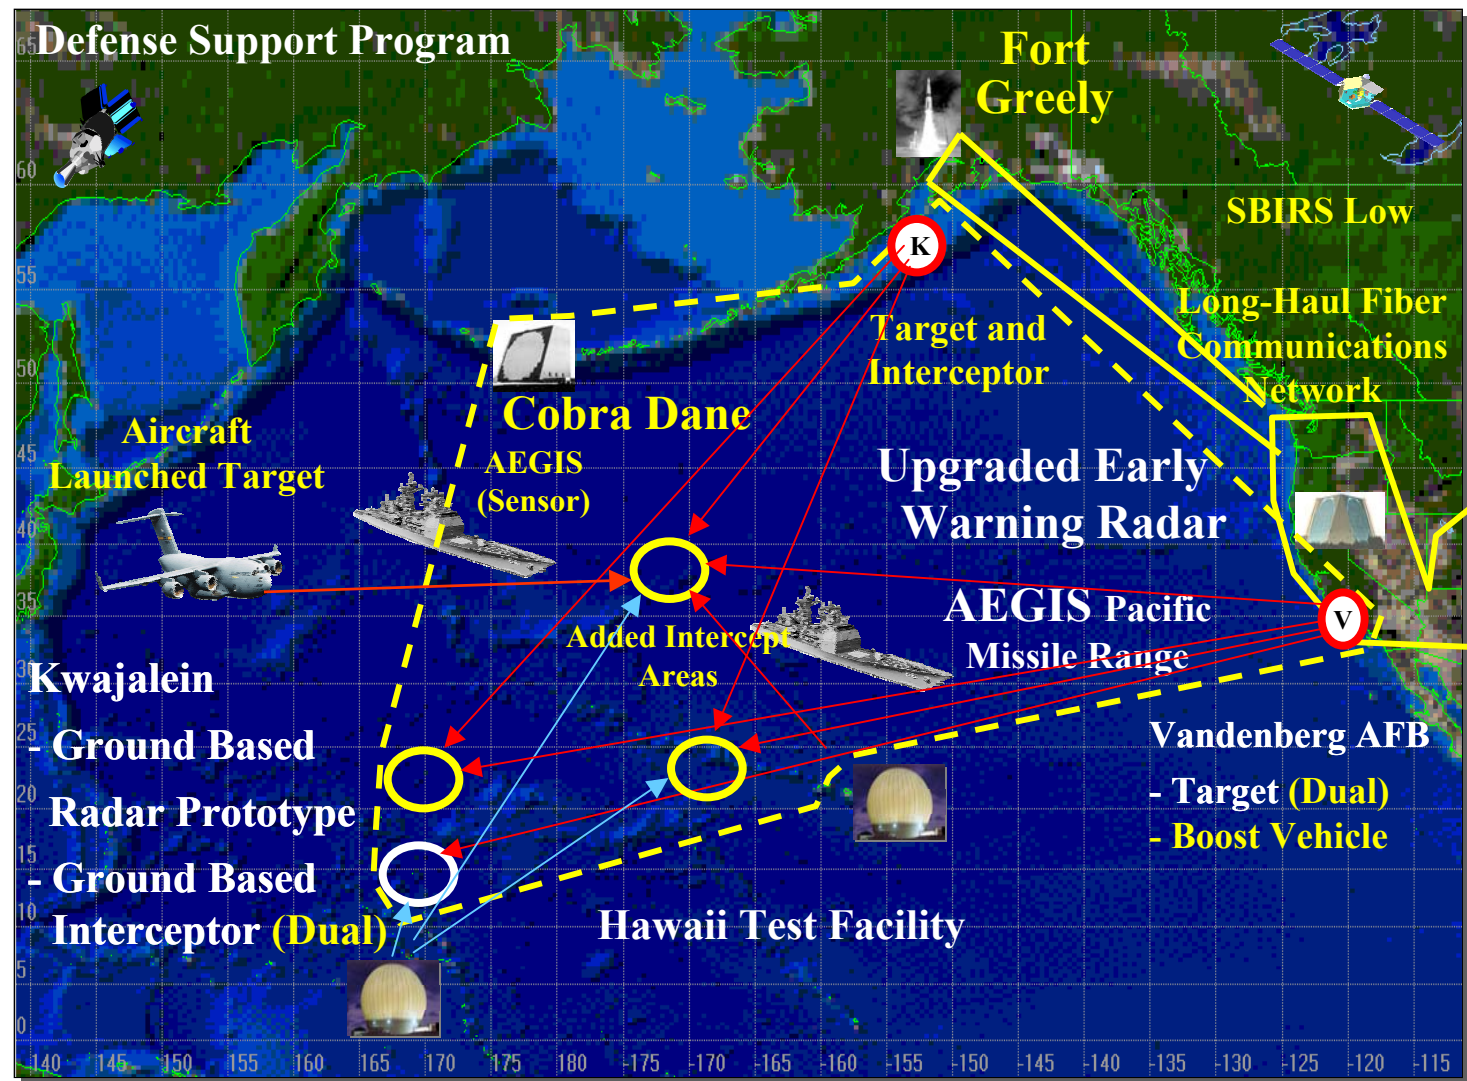 Defense Support Program
Fort
Greely
SBIRS Low
K
Long-Haul Fiber
Communications
Network
Target and
Interceptor
Cobra Dane
AEGIS
(Sensor)
Aircraft
Launched Target
Upgraded Early
Warning Radar
AEGIS Pacific
Missile Range
V
Added Intercept
Areas
Kwajalein
- Ground Based
Radar Prototype
- Ground Based
Interceptor (Dual)
Vandenberg AFB
- Target (Dual)
- Boost Vehicle
Hawaii Test Facility
65
60
55
50
45
40
35
30
25
20
15
10
5
0
140 145 150 155 160 165 170 175 180 -175 -170 -165 -160 -155 -150 -145 -140 -135 -130 -125 -120 -115